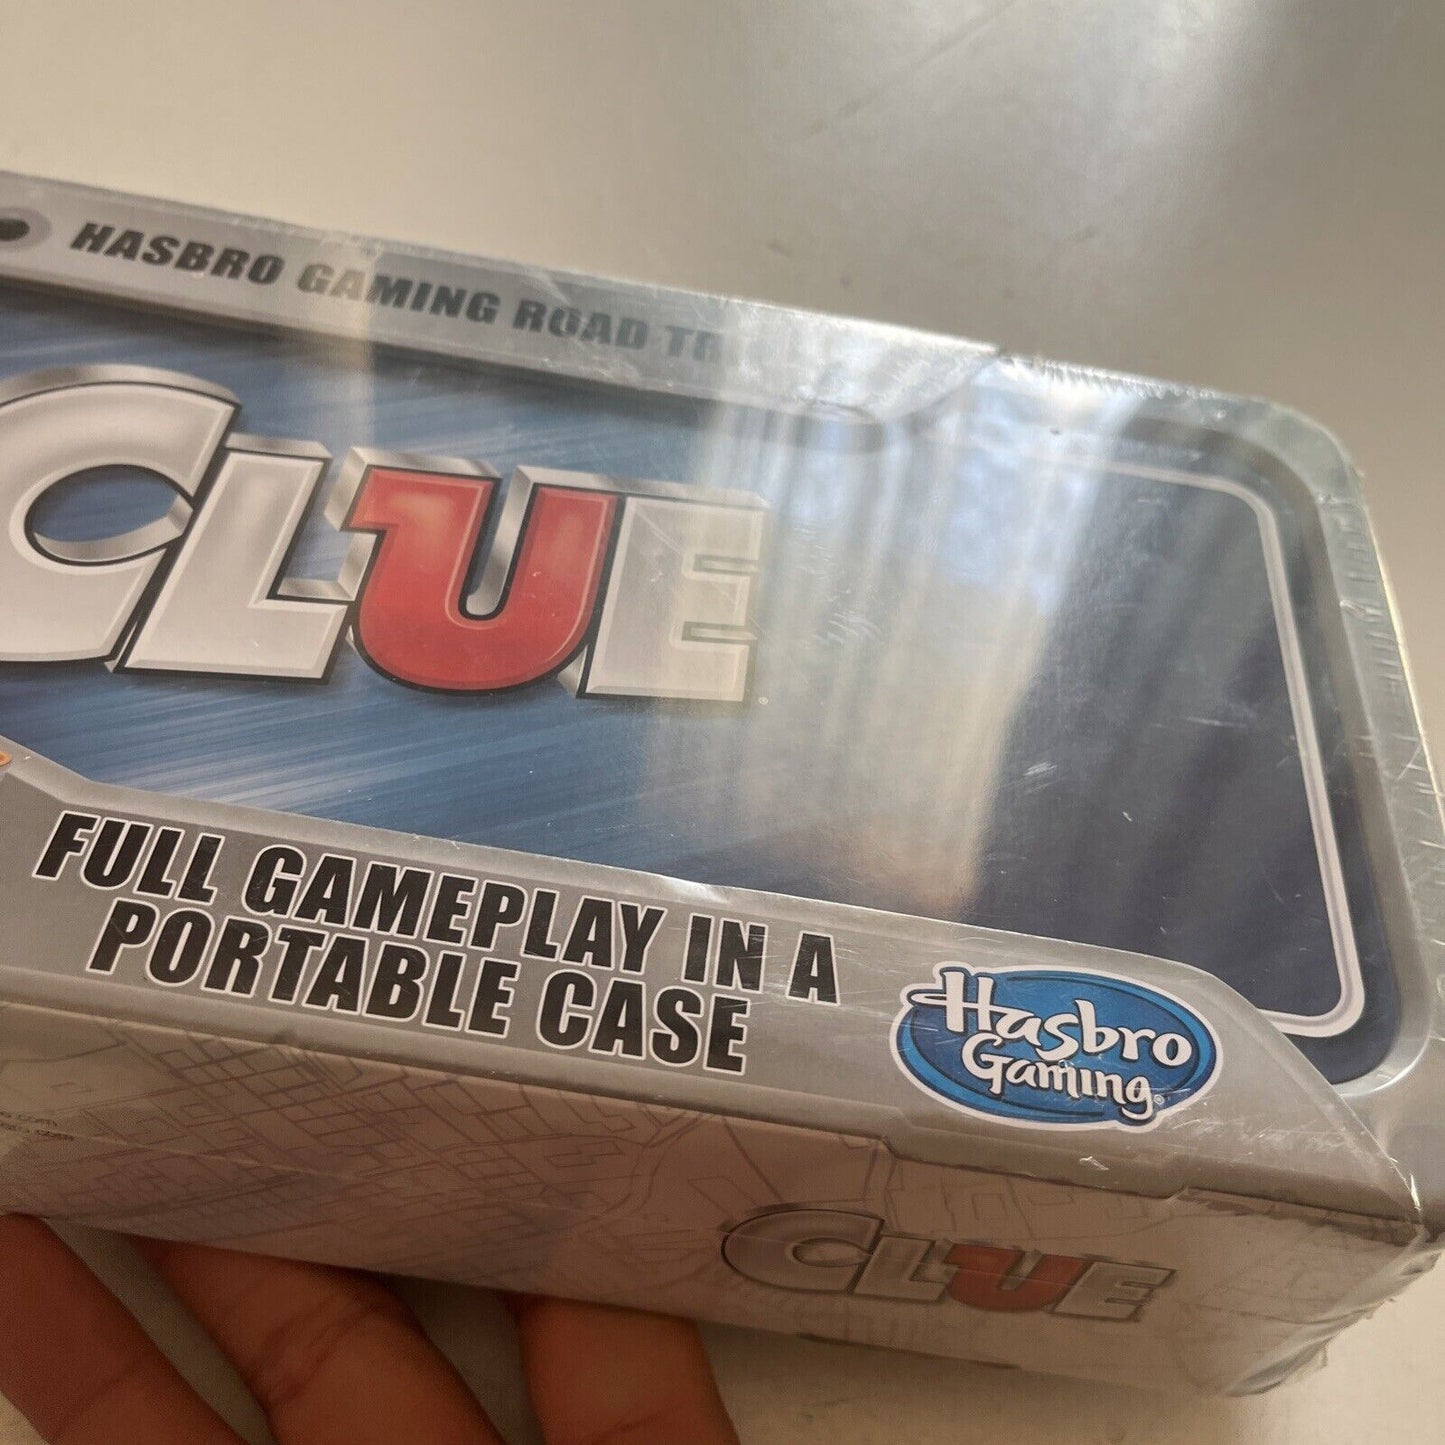 HASBRO GAMING ROAD TR
CLUE
FULL GAMEPLAY IN A
PORTABLE CASE
Hasbro
Gaming
CLUE